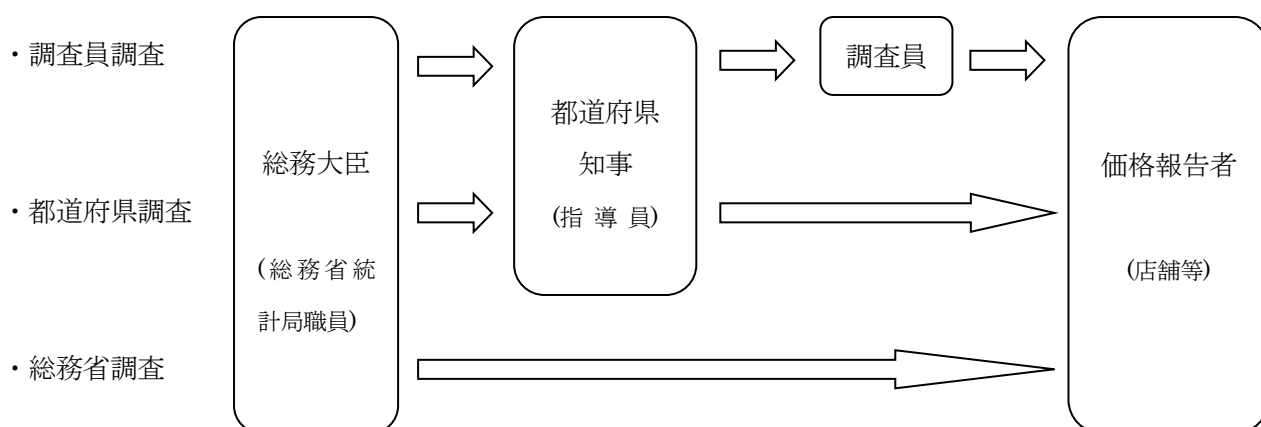 ・調査員調査
・都道府県調査
・総務省調査
総務大臣
(総務省統
計局職員)
都道府県
知事
(指導員)
調査員
価格報告者
(店舗等)